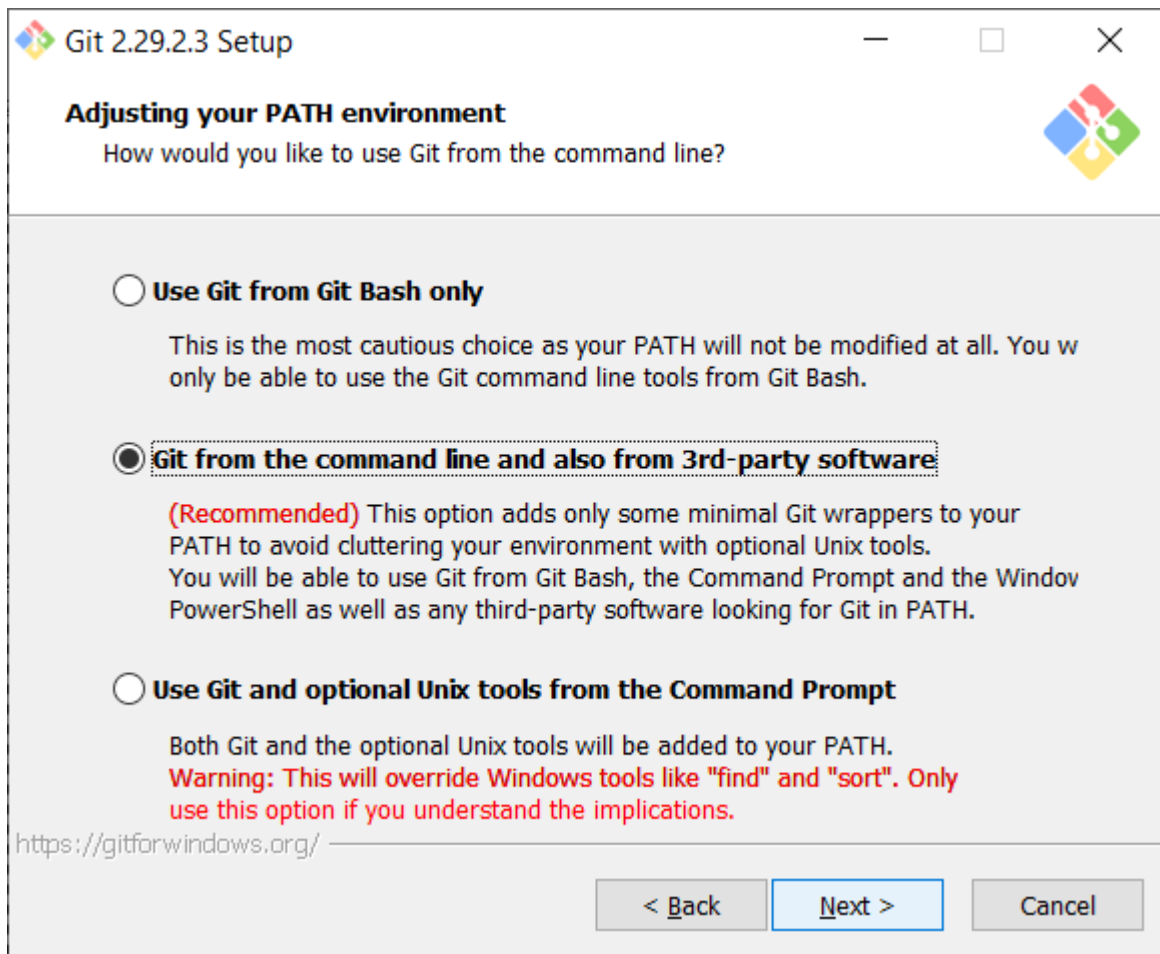 Git 2.29.2.3 Setup
Adjusting your PATH environment
How would you like to use Git from the command line?
Use Git from Git Bash only
This is the most cautious choice as your PATH will not be modified at all. You w
only be able to use the Git command line tools from Git Bash.
Git from the command line and also from 3rd-party software
(Recommended) This option adds only some minimal Git wrappers to your
PATH to avoid cluttering your environment with optional Unix tools.
You will be able to use Git from Git Bash, the Command Prompt and the Window
PowerShell as well as any third-party software looking for Git in PATH.
Use Git and optional Unix tools from the Command Prompt
Both Git and the optional Unix tools will be added to your PATH.
Warning: This will override Windows tools like "find" and "sort". Only
use this option if you understand the implications.
https://gitforwindows.org/
< Back Next > Cancel